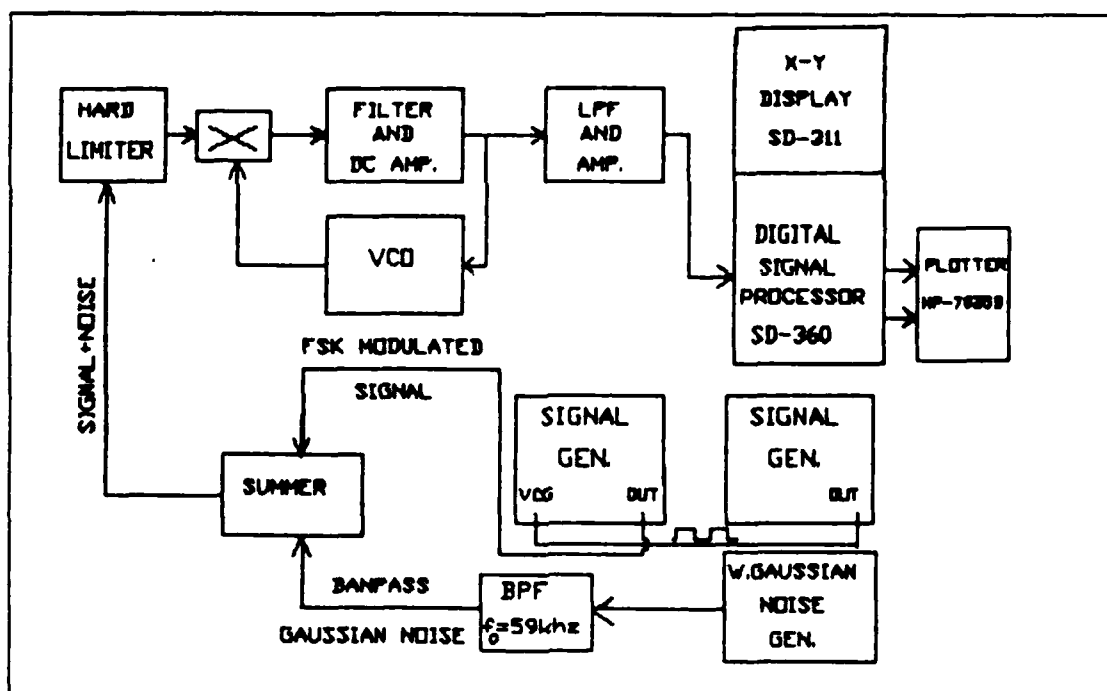 HARD
LIMITER
FILTER
AND
DC AMP.
LPF
AND
AMP.
X-Y
DISPLAY
SD-311
VCO
DIGITAL
SIGNAL
PROCESSOR
SD-360
PLOTTER
SIGNAL+NOISE
FSK MODULATED
SIGNAL
SIGNAL
GEN.
VCG
OUT
SIGNAL
GEN.
OUT
SUMMER
BANPASS
GAUSSIAN NOISE
BPF
f₀=59khz
W.GAUSSIAN
NOISE
GEN.